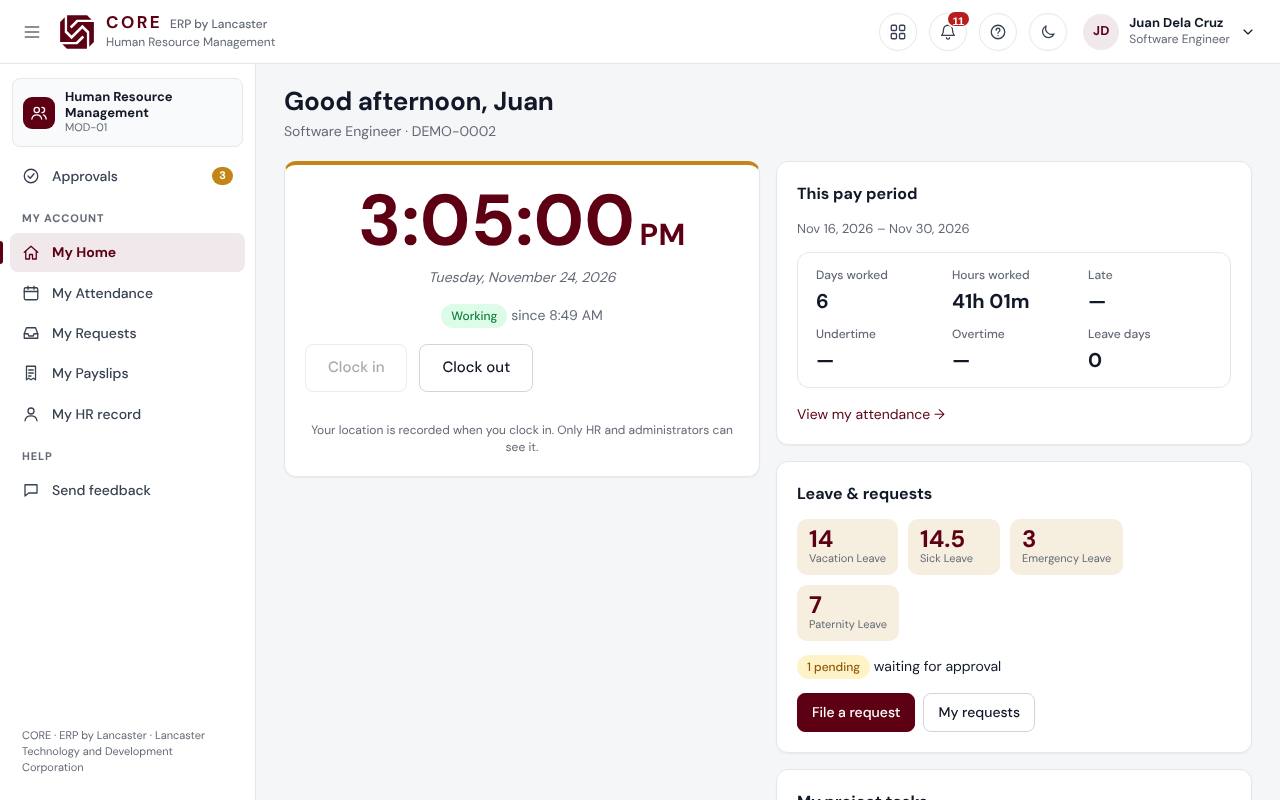 CORE ERP by Lancaster
Human Resource Management
11
JD
Juan Dela Cruz
Software Engineer
Human Resource
Management
MOD-01
Approvals
3
MY ACCOUNT
My Home
My Attendance
My Requests
My Payslips
My HR record
HELP
Send feedback
CORE · ERP by Lancaster · Lancaster
Technology and Development
Corporation
Good afternoon, Juan
Software Engineer · DEMO-0002
3:05:00 PM
Tuesday, November 24, 2026
Working since 8:49 AM
Clock in
Clock out
Your location is recorded when you clock in. Only HR and administrators can
see it.
This pay period
Nov 16, 2026 – Nov 30, 2026
Days worked
Hours worked
Late
6
41h 01m
—
Undertime
Overtime
Leave days
—
—
0
View my attendance →
Leave & requests
14
Vacation Leave
14.5
Sick Leave
3
Emergency Leave
7
Paternity Leave
1 pending waiting for approval
File a request
My requests
My project tasks